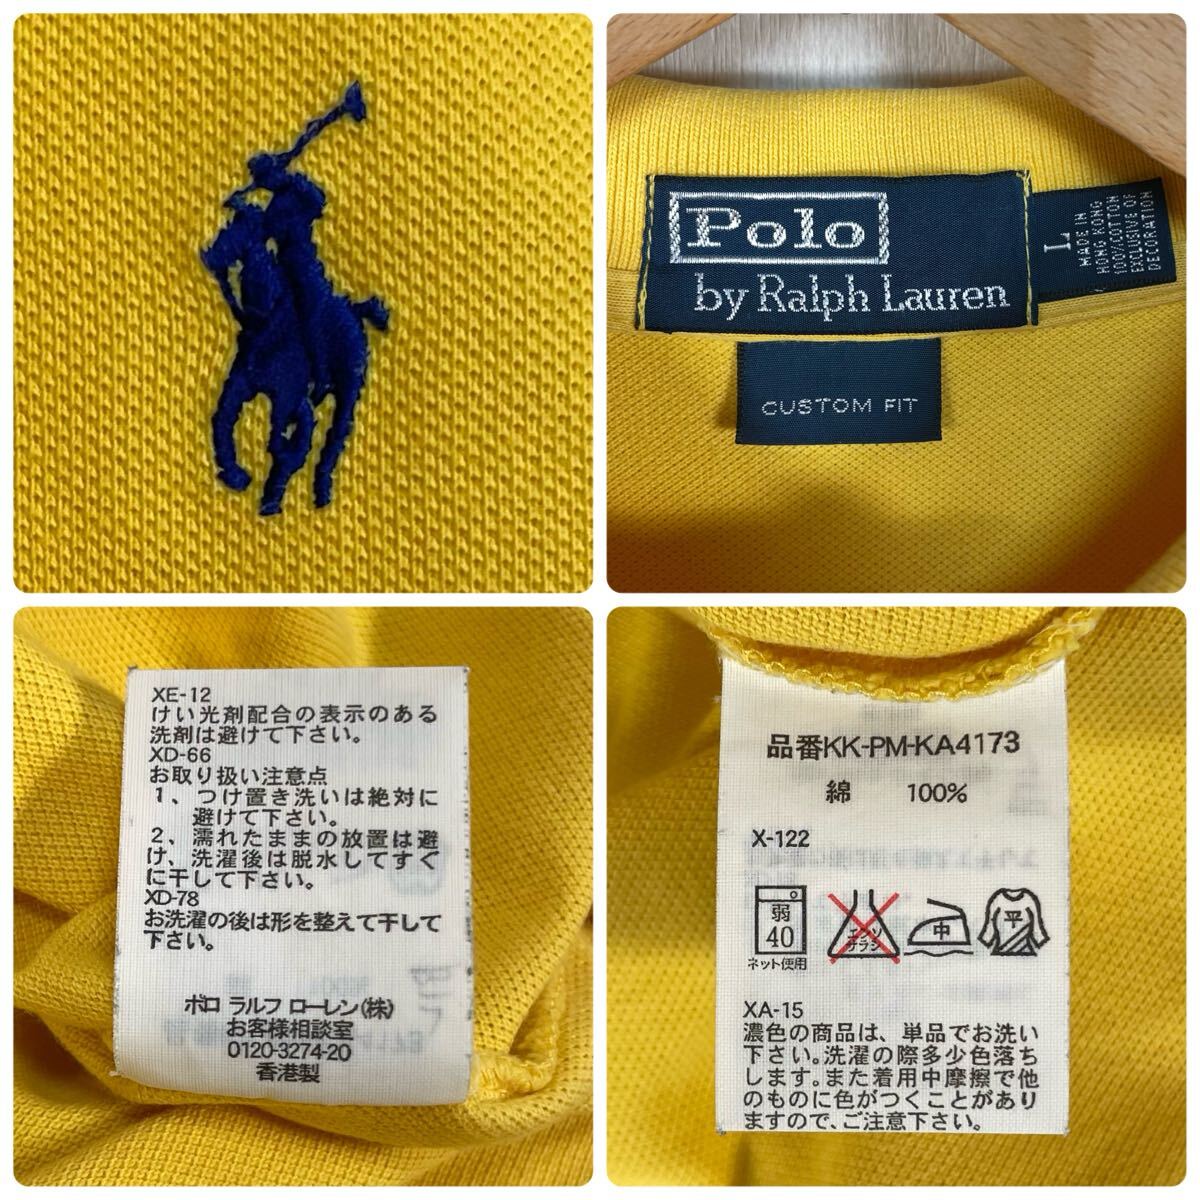 Polo
by Ralph Lauren
CUSTOM FIT
L
MADE IN
HONG KONG
100%COTTON
EXCLUSIVE OF
DECORATION
XE-12
けい光剤配合の表示のある
洗剤は避けて下さい。
XD-66
お取り扱い注意点
1、つけ置き洗いは絶対に
避けて下さい。
2、濡れたままの放置は避
け、洗濯後は脱水してすぐ
に干して下さい。
XD-78
お洗濯の後は形を整えて干して
下さい。
ポロ ラルフ ローレン(株)
お客様相談室
0120-3274-20
香港製
品番KK-PM-KA4173
綿 100%
X-122
弱
40
ネット使用
エンソ
サラシ
中
平
XA-15
濃色の商品は、単品でお洗い
下さい。洗濯の際多少色落ち
します。また着用中摩擦で他
のものに色がつくことがあり
ますので、ご注意下さい。